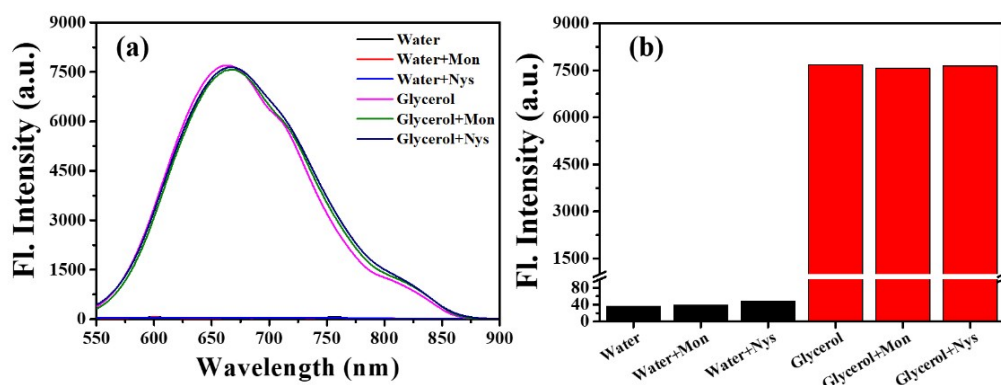 (a)
Water
Water+Mon
Water+Nys
Glycerol
Glycerol+Mon
Glycerol+Nys
9000
7500
6000
4500
3000
1500
0
Fl. Intensity (a.u.)
550 600 650 700 750 800 850 900
Wavelength (nm)
(b)
9000
7500
6000
4500
3000
1500
80
40
0
Fl. Intensity (a.u.)
Water
Water+Mon
Water+Nys
Glycerol
Glycerol+Mon
Glycerol+Nys